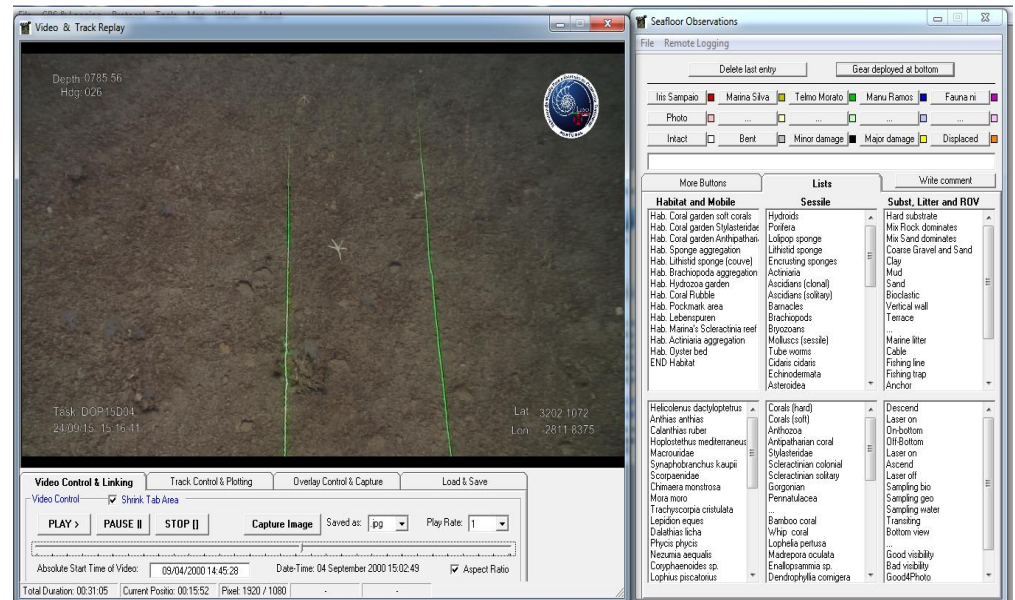 File GPS & Logging Protocol Tools Map Window About
Video & Track Replay
Depth: 0785.56
Hdg: 026
PORTUGAL
Task: DOP15D04
24/09/15, 15:16:41
Lat 3202.1072
Lon -2811.8375
Video Control & Linking
Track Control & Plotting
Overlay Control & Capture
Load & Save
Video Control
Shrink Tab Area
PLAY >
PAUSE ||
STOP []
Capture Image
Saved as: .jpg
Play Rate: 1
Absolute Start Time of Video: 09/04/2000 14:45:28
Date-Time: 04 September 2000 15:02:49
Aspect Ratio
Total Duration: 00:31:05
Current Positio: 00:15:52
Pixel: 1920 / 1080
-
-
Seafloor Observations
File Remote Logging
Delete last entry
Gear deployed at bottom
Iris Sampaio
Marina Silva
Telmo Morato
Manu Ramos
Fauna ni
Photo
...
...
...
...
Intact
Bent
Minor damage
Major damage
Displaced
More Buttons
Lists
Write comment
Habitat and Mobile
Hab. Coral garden soft corals
Hab. Coral garden Stylasteridae
Hab. Coral garden Anthipathari
Hab. Sponge aggregation
Hab. Lithistid sponge (couve)
Hab. Brachiopoda aggregation
Hab. Hydrozoa garden
Hab. Coral Rubble
Hab. Pockmark area
Hab. Lebenspuren
Hab. Marina's Scleractinia reef
Hab. Actiniaria aggregation
Hab. Oyster bed
END Habitat
Sessile
Hydroids
Porifera
Lolipop sponge
Lithistid sponge
Encrusting sponges
Actiniaria
Ascidians (clonal)
Ascidians (solitary)
Barnacles
Brachiopods
Bryozoans
Molluscs (sessile)
Tube worms
Cidaris cidaris
Echinodermata
Asteroidea
Subst, Litter and ROV
Hard substrate
Mix Rock dominates
Mix Sand dominates
Coarse Gravel and Sand
Clay
Mud
Sand
Bioclastic
Vertical wall
Terrace
...
Marine litter
Cable
Fishing line
Fishing trap
Anchor
Helicolenus dactyloptetrus
Anthias anthias
Calanthias ruber
Hoplostethus mediterraneus
Macrouridae
Synaphobranchus kaupii
Scorpaenidae
Chimaera monstrosa
Mora moro
Trachyscorpia cristulata
Lepidion eques
Dalathias licha
Phycis phycis
Nezumia aequalis
Coryphaenoides sp.
Lophius piscatorius
Corals (hard)
Corals (soft)
Anthozoa
Antipatharian coral
Stylasteridae
Scleractinian colonial
Scleractinian solitary
Gorgonian
Pennatulacea
...
Bamboo coral
Whip coral
Lophelia pertusa
Madrepora oculata
Enallopsammia sp.
Dendrophyllia cornigera
Descend
Laser on
On-bottom
Off-Bottom
Laser on
Ascend
Laser off
Sampling bio
Sampling geo
Sampling water
Transiting
Bottom view
...
Good visibility
Bad visibility
Good4Photo